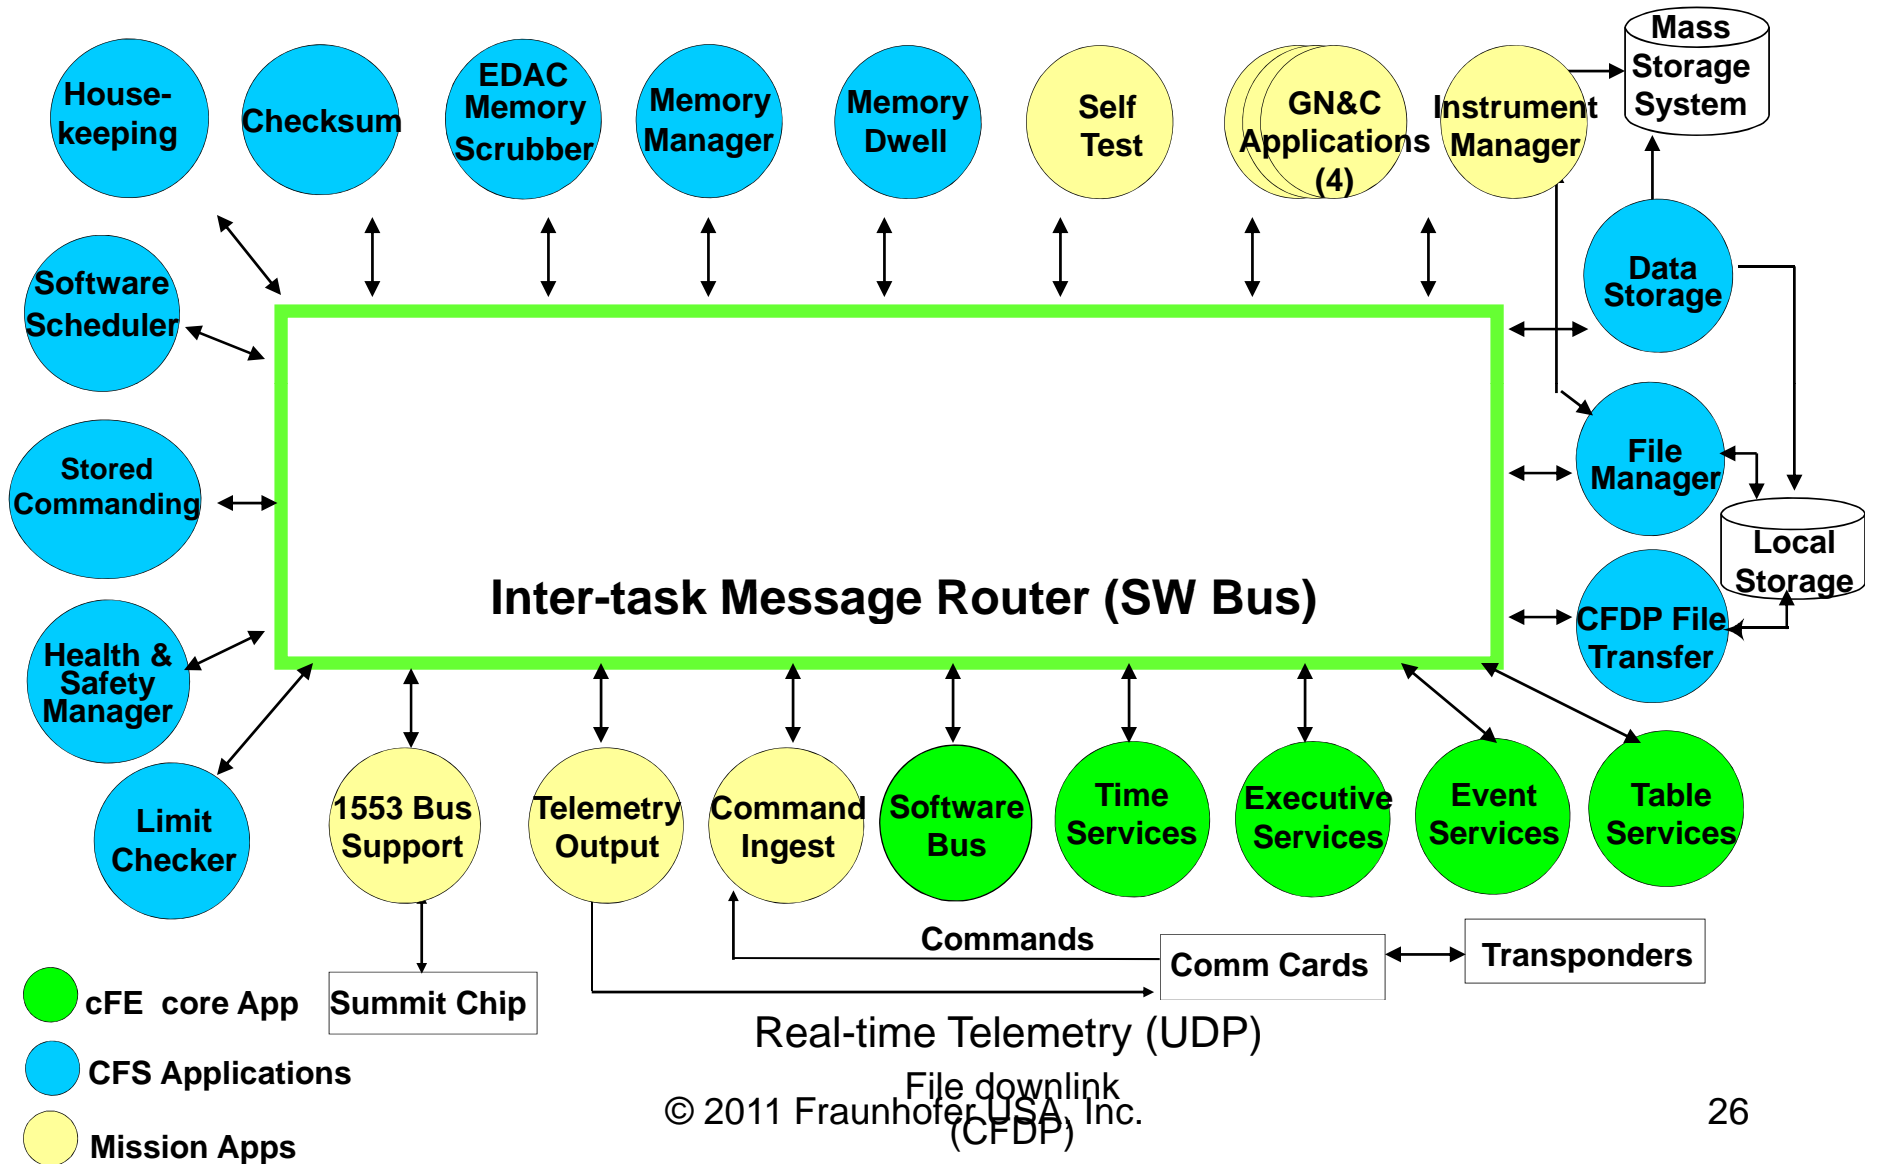 House-
keeping
Checksum
EDAC
Memory
Scrubber
Memory
Manager
Memory
Dwell
Self
Test
GN&C
Applications
(4)
Instrument
Manager
Mass
Storage
System
Software
Scheduler
Data
Storage
Stored
Commanding
File
Manager
Local
Storage
Inter-task Message Router (SW Bus)
CFDP File
Transfer
Health &
Safety
Manager
Limit
Checker
1553 Bus
Support
Telemetry
Output
Command
Ingest
Software
Bus
Time
Services
Executive
Services
Event
Services
Table
Services
Commands
Comm Cards
Transponders
Summit Chip
cFE core App
Real-time Telemetry (UDP)
CFS Applications
File downlink
(CFDP)
© 2011 Fraunhofer USA, Inc.
26
Mission Apps